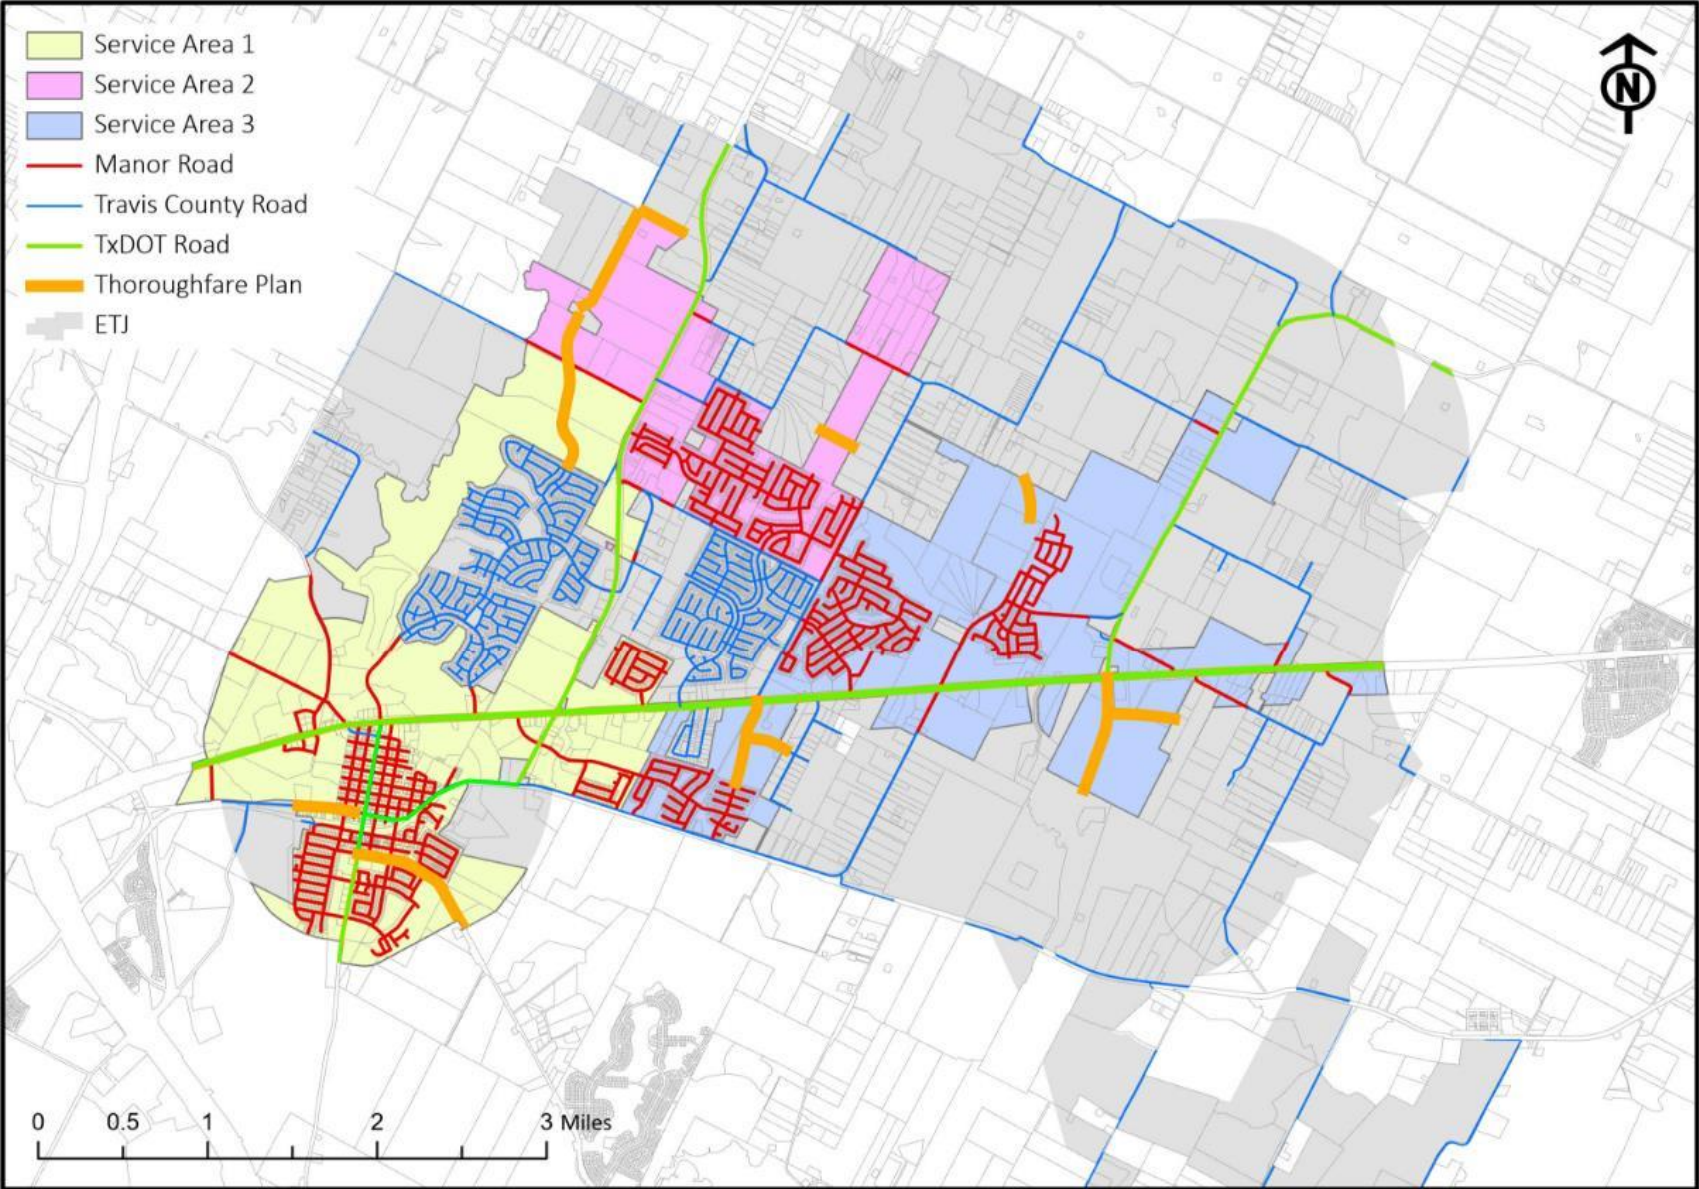 Service Area 1
Service Area 2
Service Area 3
Manor Road
Travis County Road
TxDOT Road
Thoroughfare Plan
ETJ
N
0 0.5 1 2 3 Miles